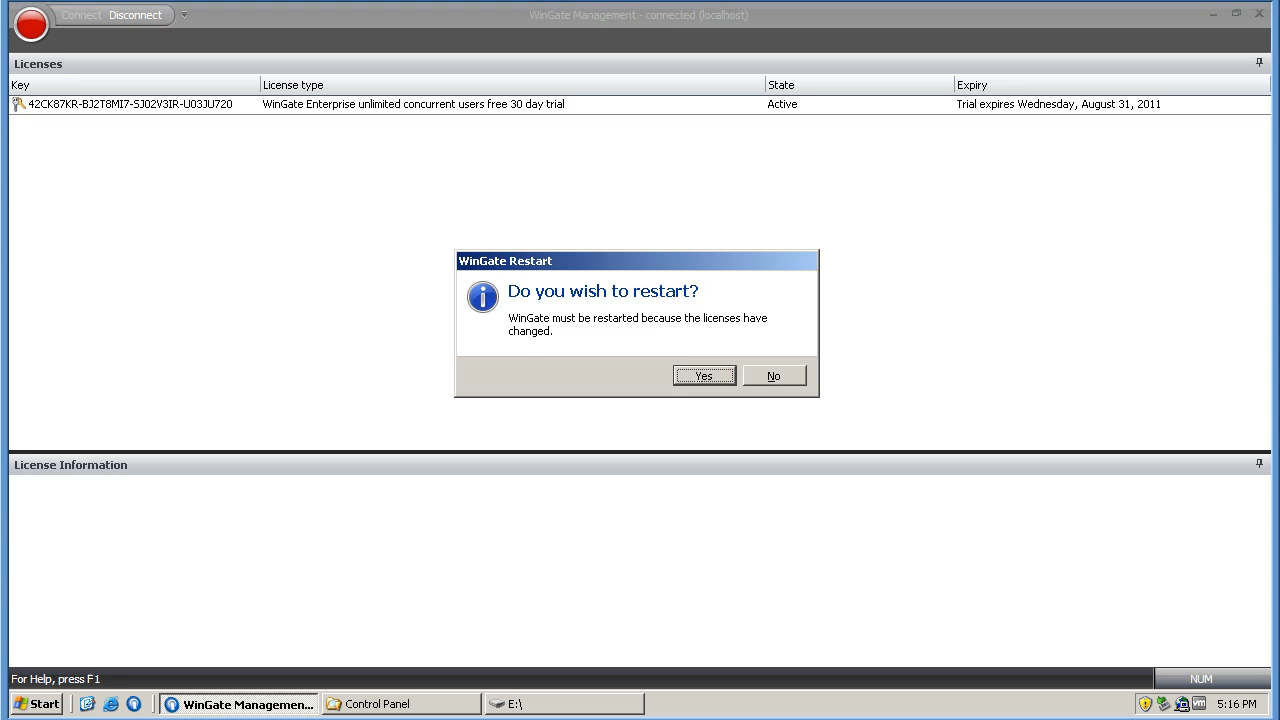 Connect Disconnect
WinGate Management - connected (localhost)
Licenses
Key License type State Expiry
42CK87KR-BJ2T8MI7-SJ02V3IR-U03JU720 WinGate Enterprise unlimited concurrent users free 30 day trial Active Trial expires Wednesday, August 31, 2011
WinGate Restart
Do you wish to restart?
WinGate must be restarted because the licenses have
changed.
Yes No
License Information
For Help, press F1 NUM
Start WinGate Managemen... Control Panel E:\ 5:16 PM